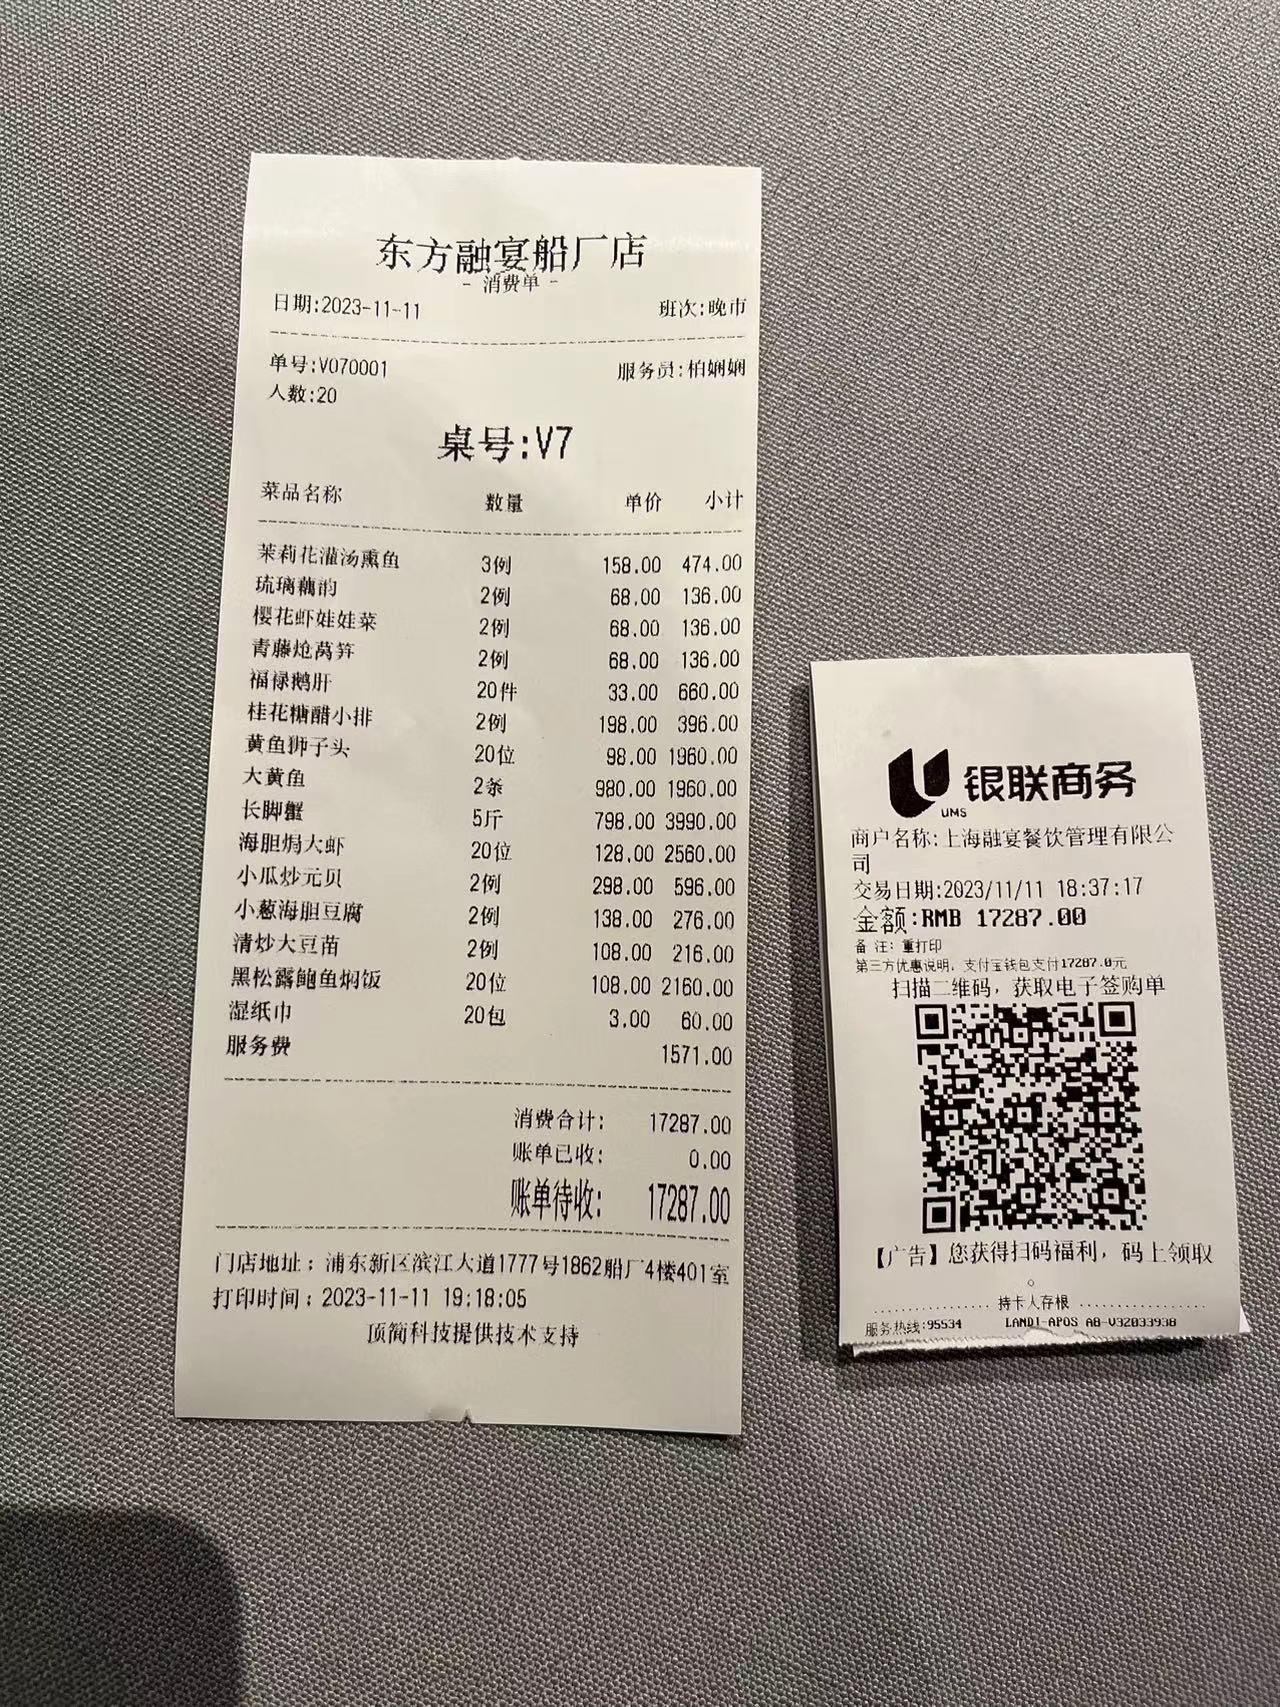 东方融宴船厂店
- 消费单 -
日期:2023-11-11 班次:晚市
单号:V070001 服务员:柏娴娴
人数:20
桌号:V7
菜品名称 数量 单价 小计
茉莉花灌汤熏鱼 3例 158.00 474.00
琉璃藕韵 2例 68.00 136.00
樱花虾娃娃菜 2例 68.00 136.00
青藤炝莴笋 2例 68.00 136.00
福禄鹅肝 20件 33.00 660.00
桂花糖醋小排 2例 198.00 396.00
黄鱼狮子头 20位 98.00 1960.00
大黄鱼 2条 980.00 1960.00
长脚蟹 5斤 798.00 3990.00
海胆焗大虾 20位 128.00 2560.00
小瓜炒元贝 2例 298.00 596.00
小葱海胆豆腐 2例 138.00 276.00
清炒大豆苗 2例 108.00 216.00
黑松露鲍鱼焖饭 20位 108.00 2160.00
湿纸巾 20包 3.00 60.00
服务费 1571.00
消费合计: 17287.00
账单已收: 0.00
账单待收: 17287.00
门店地址: 浦东新区滨江大道1777号1862船厂4楼401室
打印时间: 2023-11-11 19:18:05
顶简科技提供技术支持
银联商务
UMS
商户名称:上海融宴餐饮管理有限公
司
交易日期:2023/11/11 18:37:17
金额:RMB 17287.00
备 注: 重打印
第三方优惠说明, 支付宝钱包支付17287.0元
扫描二维码, 获取电子签购单
【广告】您获得扫码福利, 码上领取
。
持卡人存根
服务热线:95534 LANDI-APOS A8-V32033938